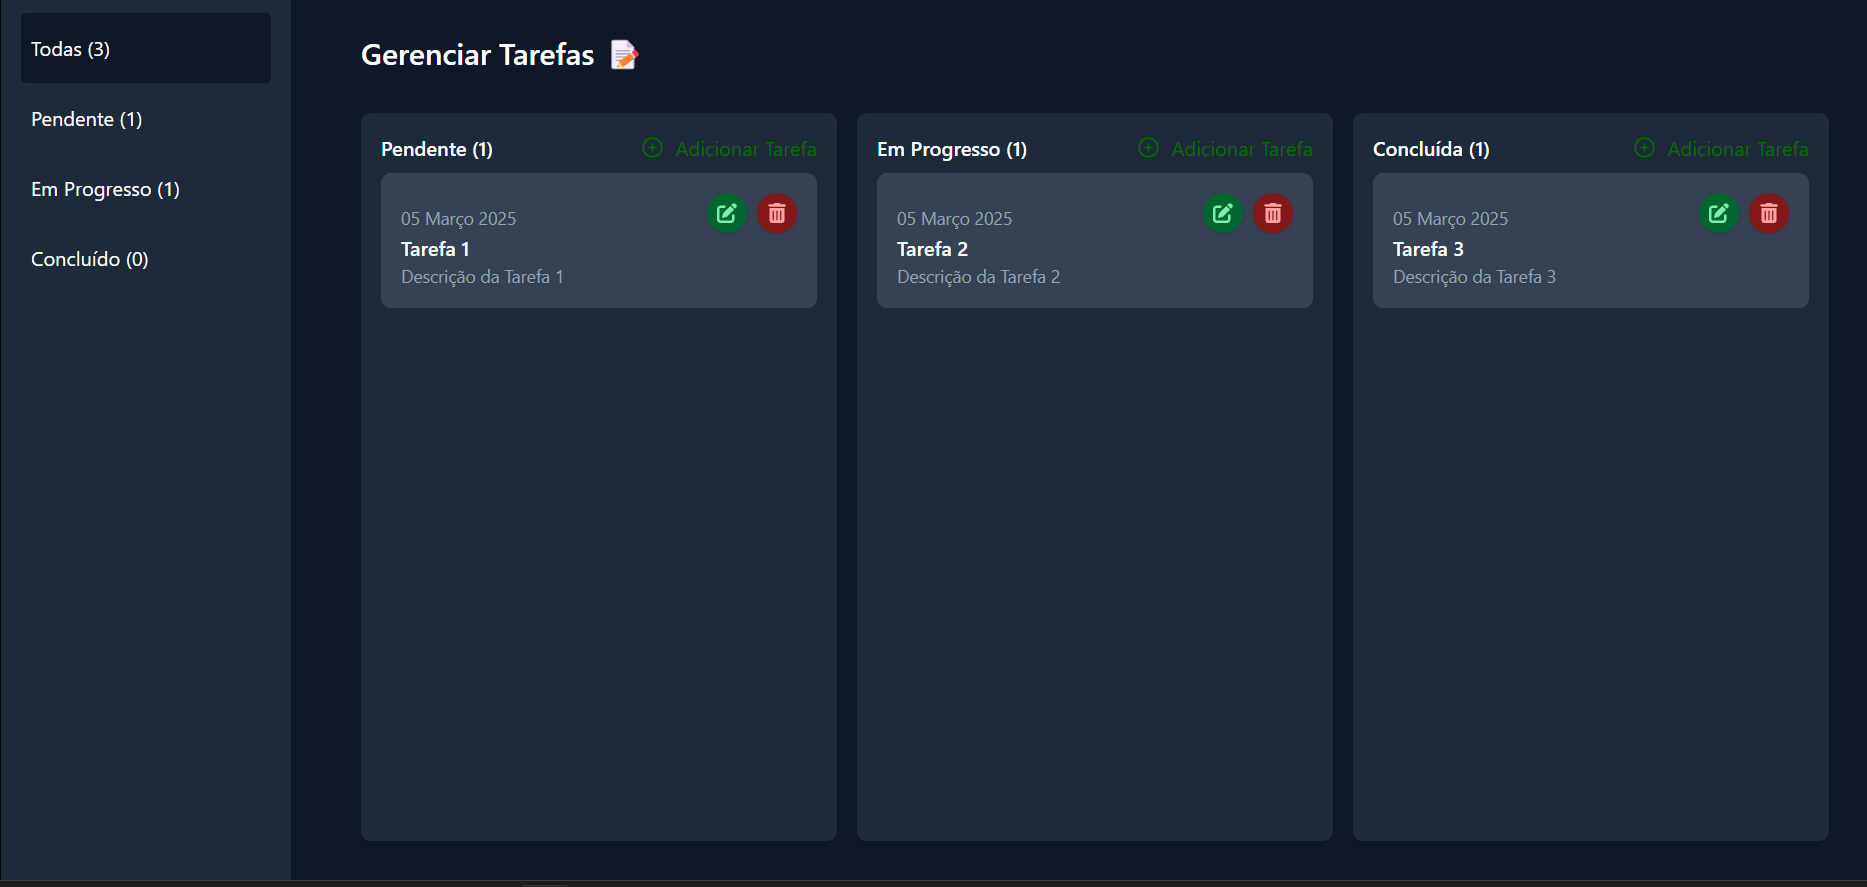 Todas (3)
Pendente (1)
Em Progresso (1)
Concluído (0)
Gerenciar Tarefas
Pendente (1)
Adicionar Tarefa
05 Março 2025
Tarefa 1
Descrição da Tarefa 1
Em Progresso (1)
Adicionar Tarefa
05 Março 2025
Tarefa 2
Descrição da Tarefa 2
Concluída (1)
Adicionar Tarefa
05 Março 2025
Tarefa 3
Descrição da Tarefa 3